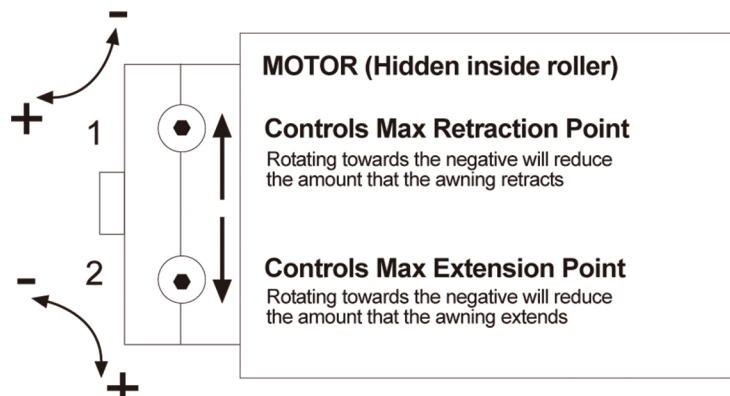 -
+
MOTOR (Hidden inside roller)
1
Controls Max Retraction Point
Rotating towards the negative will reduce
the amount that the awning retracts
2
Controls Max Extension Point
Rotating towards the negative will reduce
the amount that the awning extends
-
+